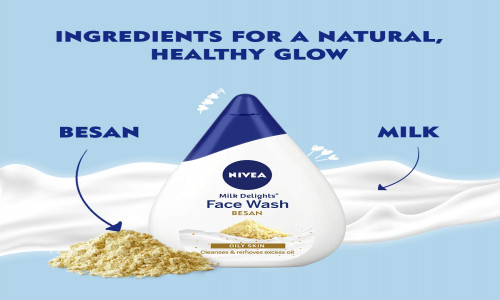 INGREDIENTS FOR A NATURAL,
HEALTHY GLOW
BESAN
MILK
NIVEA
Milk Delights®
Face Wash
BESAN
OILY SKIN
Cleanses & removes excess oil